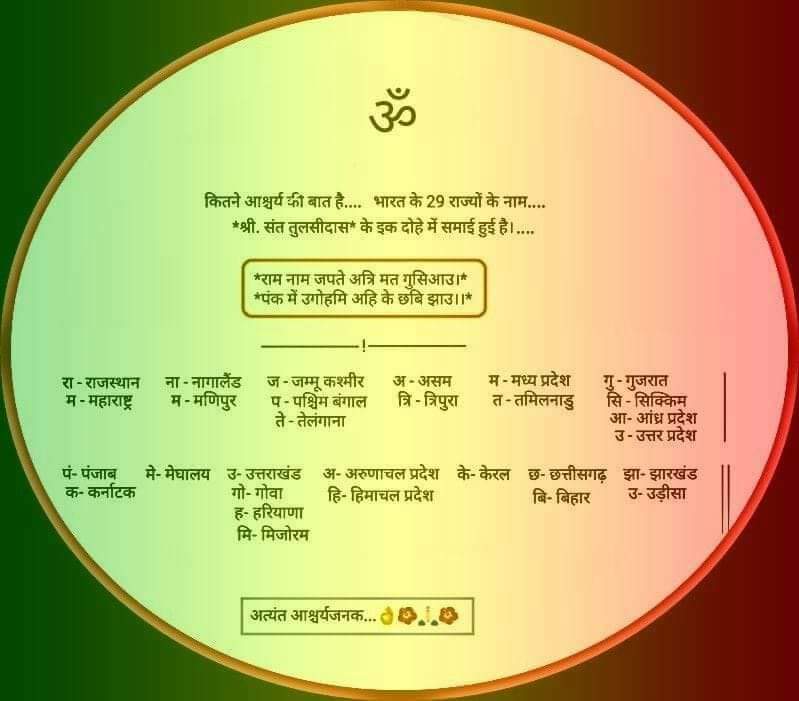 ॐ
कितने आश्चर्य की बात है.... भारत के 29 राज्यों के नाम....
*श्री. संत तुलसीदास* के इक दोहे में समाई हुई है।....
*राम नाम जपते अत्रि मत गुसिआउ।*
*पंक में उगोहमि अहि के छबि झाउ।।*
!
रा - राजस्थान ना - नागालैंड ज - जम्मू कश्मीर अ - असम म - मध्य प्रदेश गु - गुजरात
म - महाराष्ट्र म - मणिपुर प - पश्चिम बंगाल त्रि - त्रिपुरा त - तमिलनाडु सि - सिक्किम
ते - तेलंगाना आ- आंध्र प्रदेश
उ - उत्तर प्रदेश
पं- पंजाब मे- मेघालय उ- उत्तराखंड अ- अरुणाचल प्रदेश के- केरल छ- छत्तीसगढ़ झा- झारखंड
क- कर्नाटक गो- गोवा हि- हिमाचल प्रदेश बि- बिहार उ- उड़ीसा
ह- हरियाणा
मि- मिजोरम
अत्यंत आश्चर्यजनक...👌🌺🙏🌺